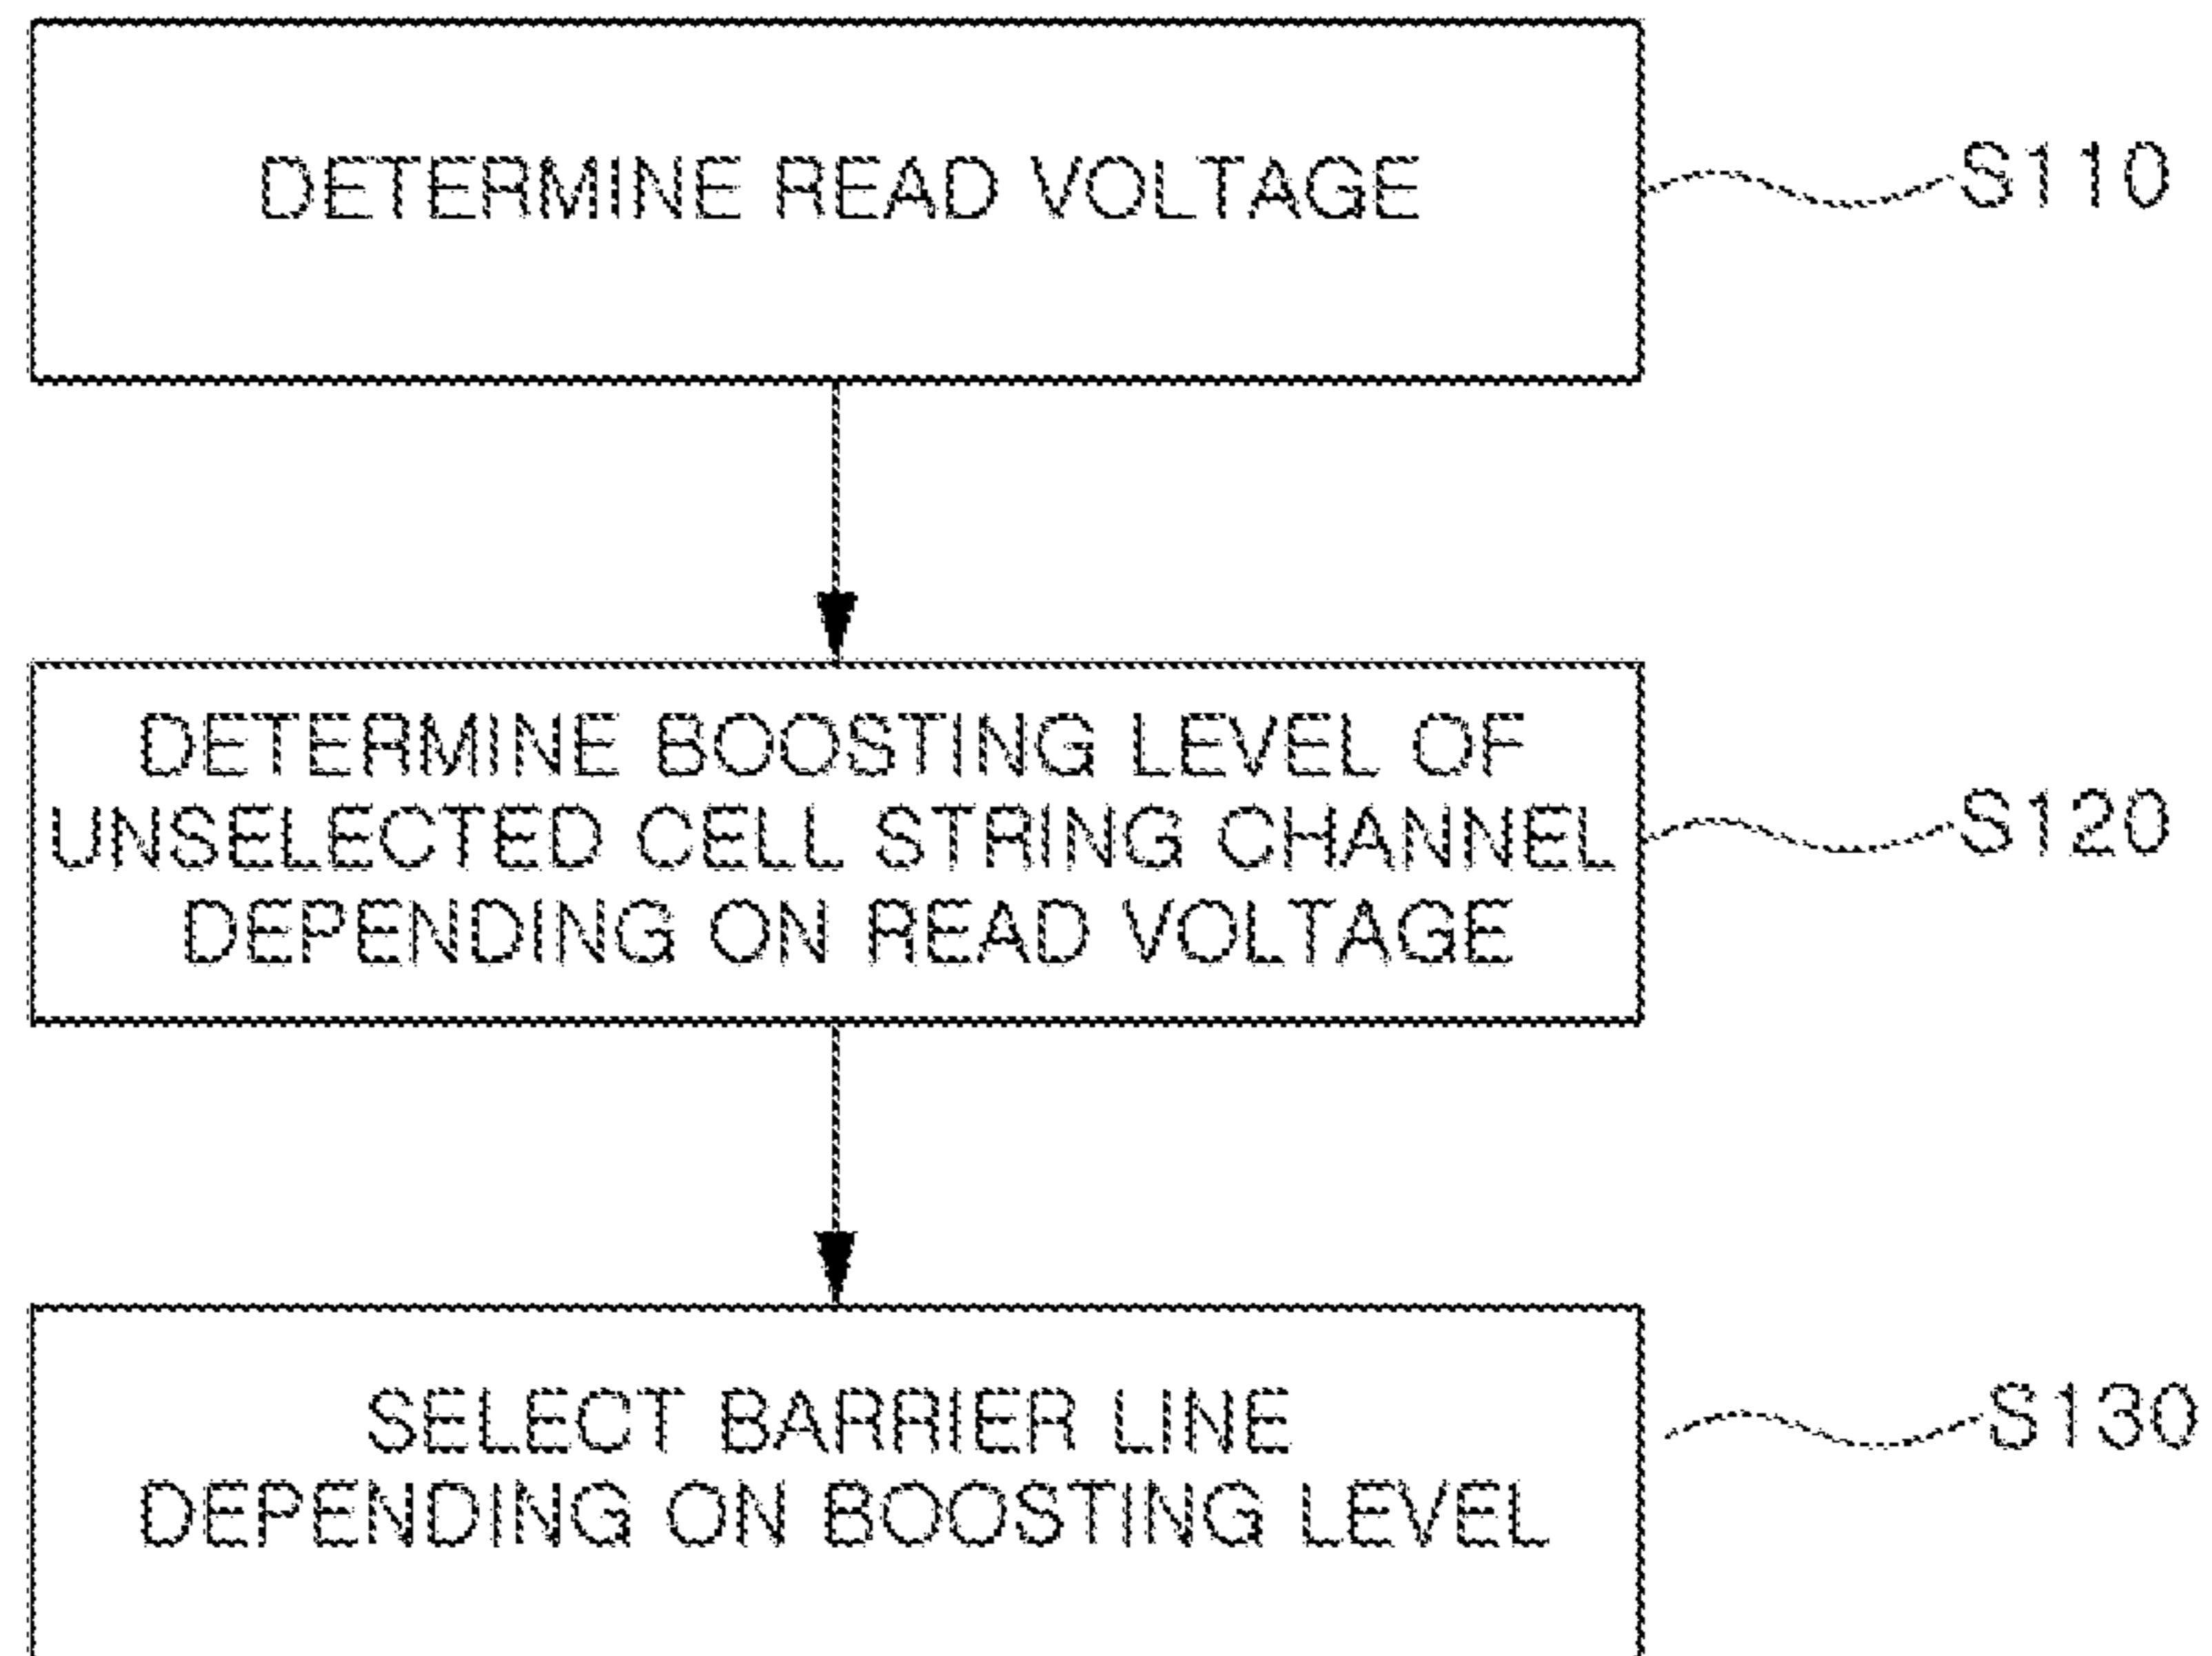 DETERMINE READ VOLTAGE
S110
DETERMINE BOOSTING LEVEL OF
UNSELECTED CELL STRING CHANNEL
DEPENDING ON READ VOLTAGE
S120
SELECT BARRIER LINE
DEPENDING ON BOOSTING LEVEL
S130